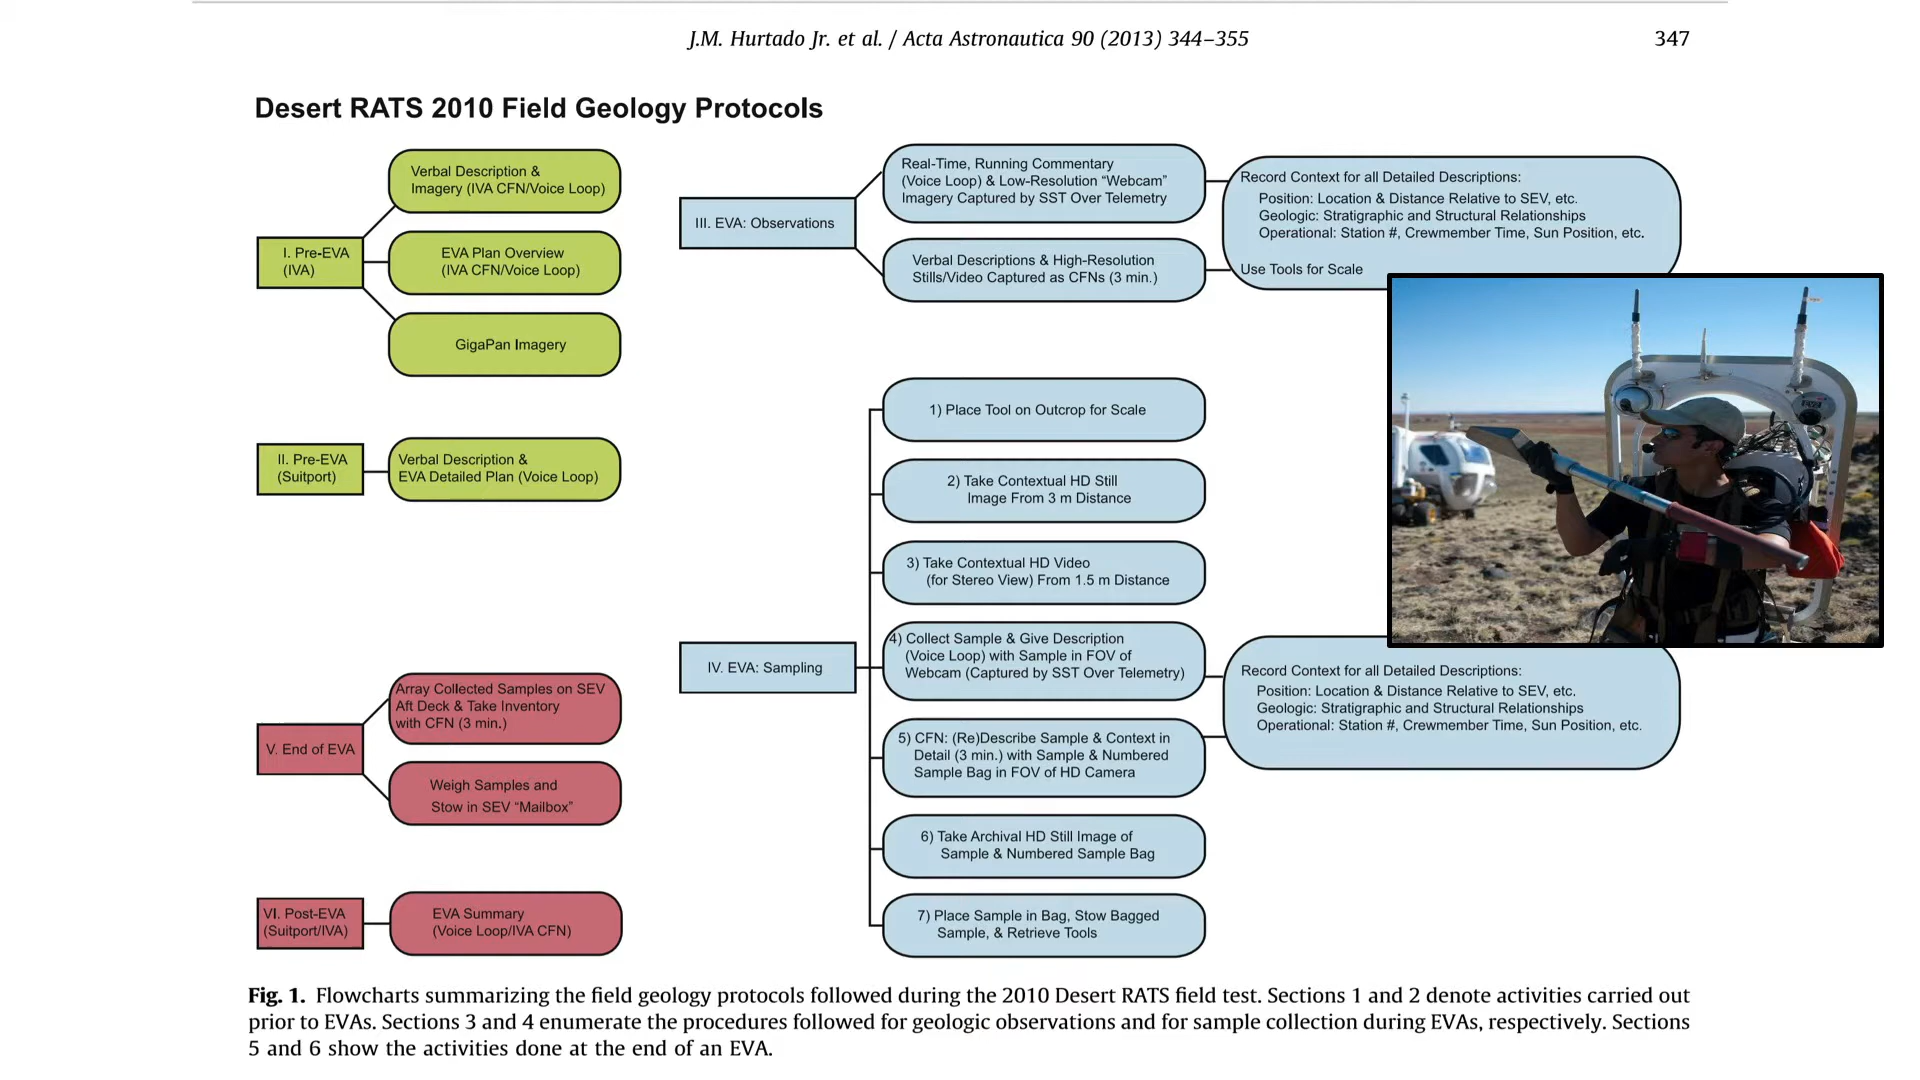 J.M. Hurtado Jr. et al. / Acta Astronautica 90 (2013) 344–355
347
Desert RATS 2010 Field Geology Protocols
I. Pre-EVA
(IVA)
Verbal Description &
Imagery (IVA CFN/Voice Loop)
EVA Plan Overview
(IVA CFN/Voice Loop)
GigaPan Imagery
II. Pre-EVA
(Suitport)
Verbal Description &
EVA Detailed Plan (Voice Loop)
III. EVA: Observations
Real-Time, Running Commentary
(Voice Loop) & Low-Resolution “Webcam”
Imagery Captured by SST Over Telemetry
Verbal Descriptions & High-Resolution
Stills/Video Captured as CFNs (3 min.)
Record Context for all Detailed Descriptions:
Position: Location & Distance Relative to SEV, etc.
Geologic: Stratigraphic and Structural Relationships
Operational: Station #, Crewmember Time, Sun Position, etc.
Use Tools for Scale
IV. EVA: Sampling
1) Place Tool on Outcrop for Scale
2) Take Contextual HD Still
Image From 3 m Distance
3) Take Contextual HD Video
(for Stereo View) From 1.5 m Distance
4) Collect Sample & Give Description
(Voice Loop) with Sample in FOV of
Webcam (Captured by SST Over Telemetry)
5) CFN: (Re)Describe Sample & Context in
Detail (3 min.) with Sample & Numbered
Sample Bag in FOV of HD Camera
6) Take Archival HD Still Image of
Sample & Numbered Sample Bag
7) Place Sample in Bag, Stow Bagged
Sample, & Retrieve Tools
Record Context for all Detailed Descriptions:
Position: Location & Distance Relative to SEV, etc.
Geologic: Stratigraphic and Structural Relationships
Operational: Station #, Crewmember Time, Sun Position, etc.
V. End of EVA
Array Collected Samples on SEV
Aft Deck & Take Inventory
with CFN (3 min.)
Weigh Samples and
Stow in SEV “Mailbox”
VI. Post-EVA
(Suitport/IVA)
EVA Summary
(Voice Loop/IVA CFN)
Fig. 1. Flowcharts summarizing the field geology protocols followed during the 2010 Desert RATS field test. Sections 1 and 2 denote activities carried out
prior to EVAs. Sections 3 and 4 enumerate the procedures followed for geologic observations and for sample collection during EVAs, respectively. Sections
5 and 6 show the activities done at the end of an EVA.